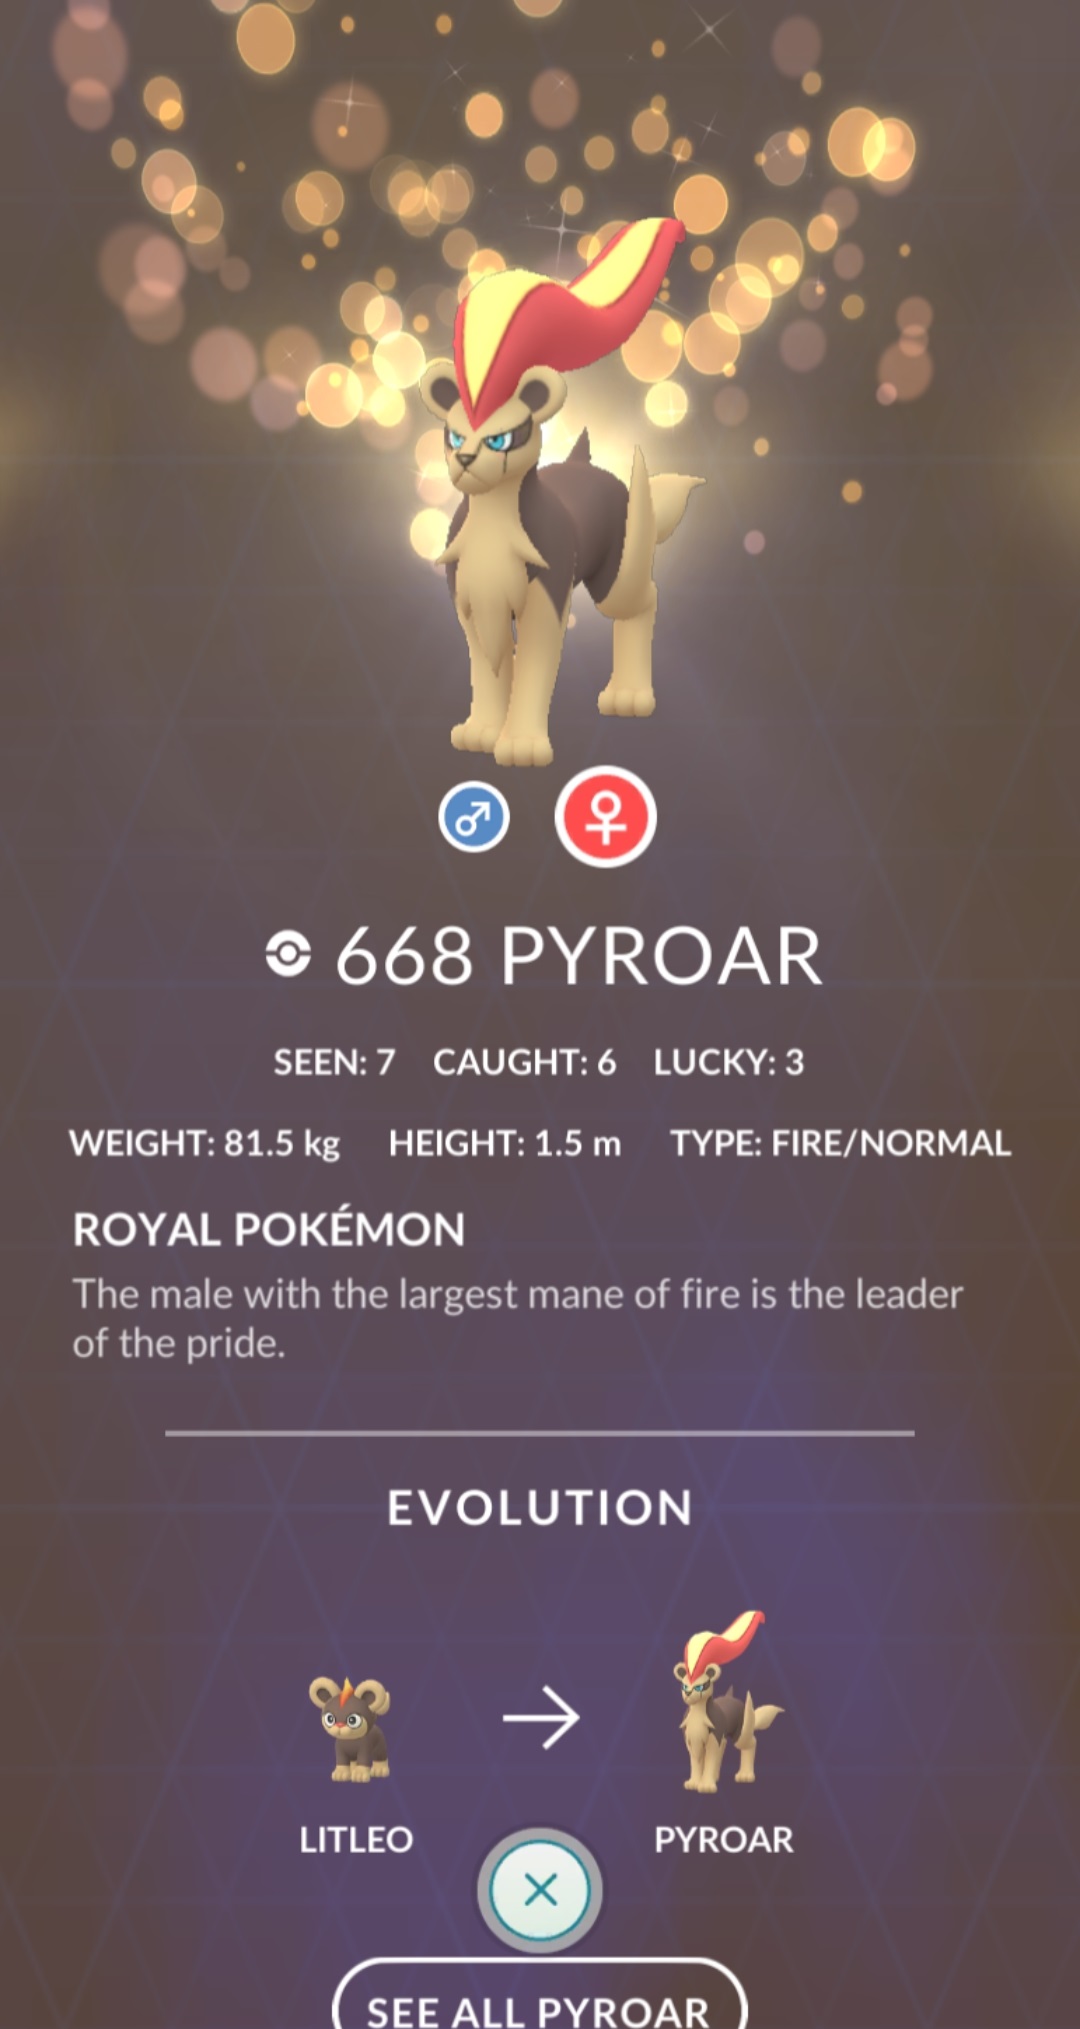 668 PYROAR
SEEN: 7 CAUGHT: 6 LUCKY: 3
WEIGHT: 81.5 kg HEIGHT: 1.5 m TYPE: FIRE/NORMAL
ROYAL POKÉMON
The male with the largest mane of fire is the leader
of the pride.
EVOLUTION
LITLEO PYROAR
SEE ALL PYROAR